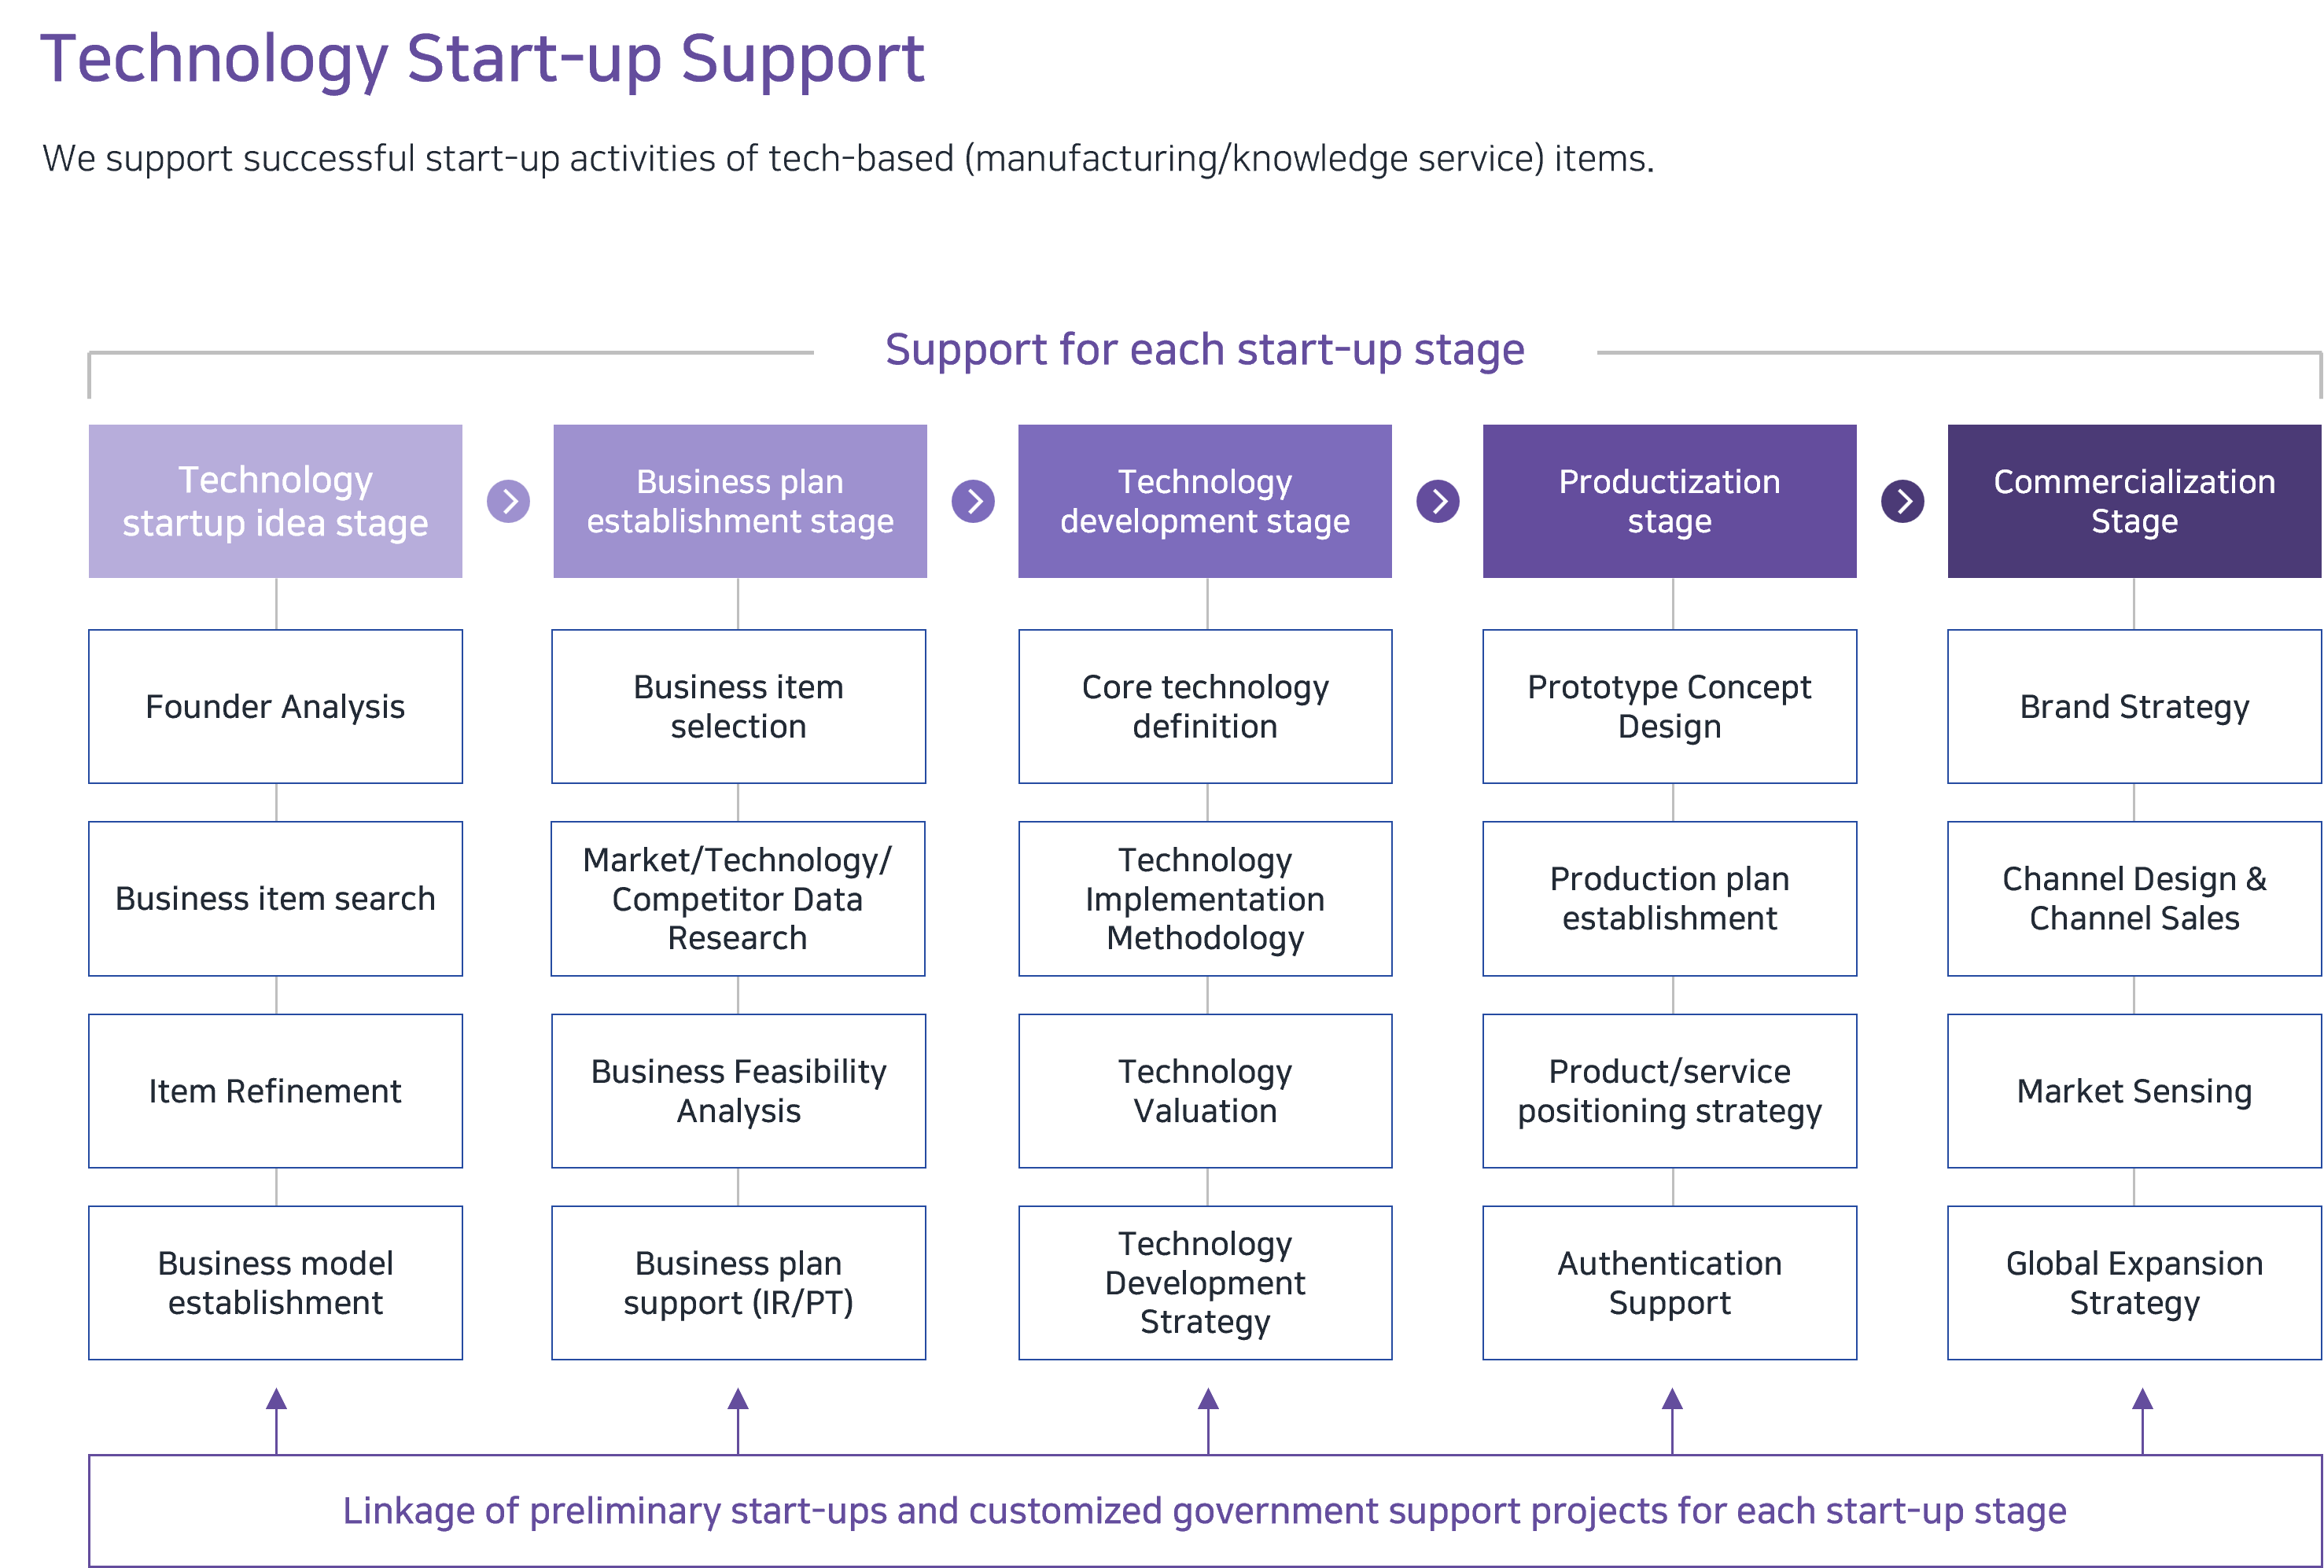 Technology Start-up Support
We support successful start-up activities of tech-based (manufacturing/knowledge service) items.
Support for each start-up stage
Technology
startup idea stage
Business plan
establishment stage
Technology
development stage
Productization
stage
Commercialization
Stage
Founder Analysis
Business item
selection
Core technology
definition
Prototype Concept
Design
Brand Strategy
Business item search
Market/Technology/
Competitor Data
Research
Technology
Implementation
Methodology
Production plan
establishment
Channel Design &
Channel Sales
Item Refinement
Business Feasibility
Analysis
Technology
Valuation
Product/service
positioning strategy
Market Sensing
Business model
establishment
Business plan
support (IR/PT)
Technology
Development
Strategy
Authentication
Support
Global Expansion
Strategy
Linkage of preliminary start-ups and customized government support projects for each start-up stage